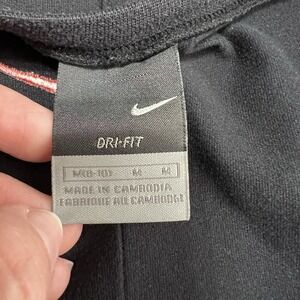 DRI-FIT
M(8-10) M M
MADE IN CAMBODIA
FABRIQUÉ AU CAMBODGE